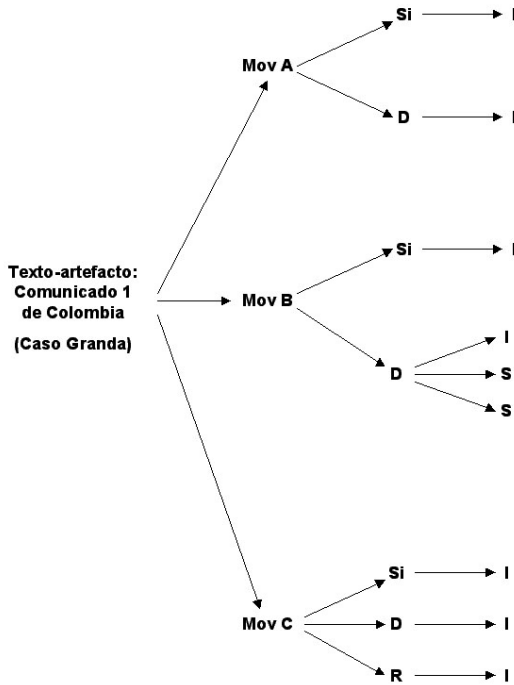 Si
Mov A
D
Si
Texto-artefacto:
Comunicado 1
de Colombia
(Caso Granda)
Mov B
I
D
S
S
Si
I
Mov C
D
I
R
I